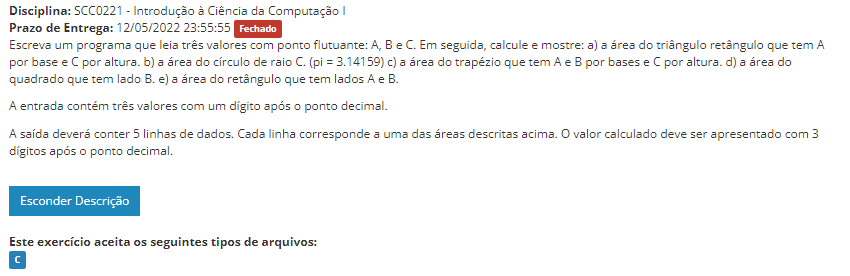 Disciplina: SCC0221 - Introdução à Ciência da Computação I
Prazo de Entrega: 12/05/2022 23:55:55 Fechado
Escreva um programa que leia três valores com ponto flutuante: A, B e C. Em seguida, calcule e mostre: a) a área do triângulo retângulo que tem A
por base e C por altura. b) a área do círculo de raio C. (pi = 3.14159) c) a área do trapézio que tem A e B por bases e C por altura. d) a área do
quadrado que tem lado B. e) a área do retângulo que tem lados A e B.
A entrada contém três valores com um dígito após o ponto decimal.
A saída deverá conter 5 linhas de dados. Cada linha corresponde a uma das áreas descritas acima. O valor calculado deve ser apresentado com 3
dígitos após o ponto decimal.
Esconder Descrição
Este exercício aceita os seguintes tipos de arquivos:
C